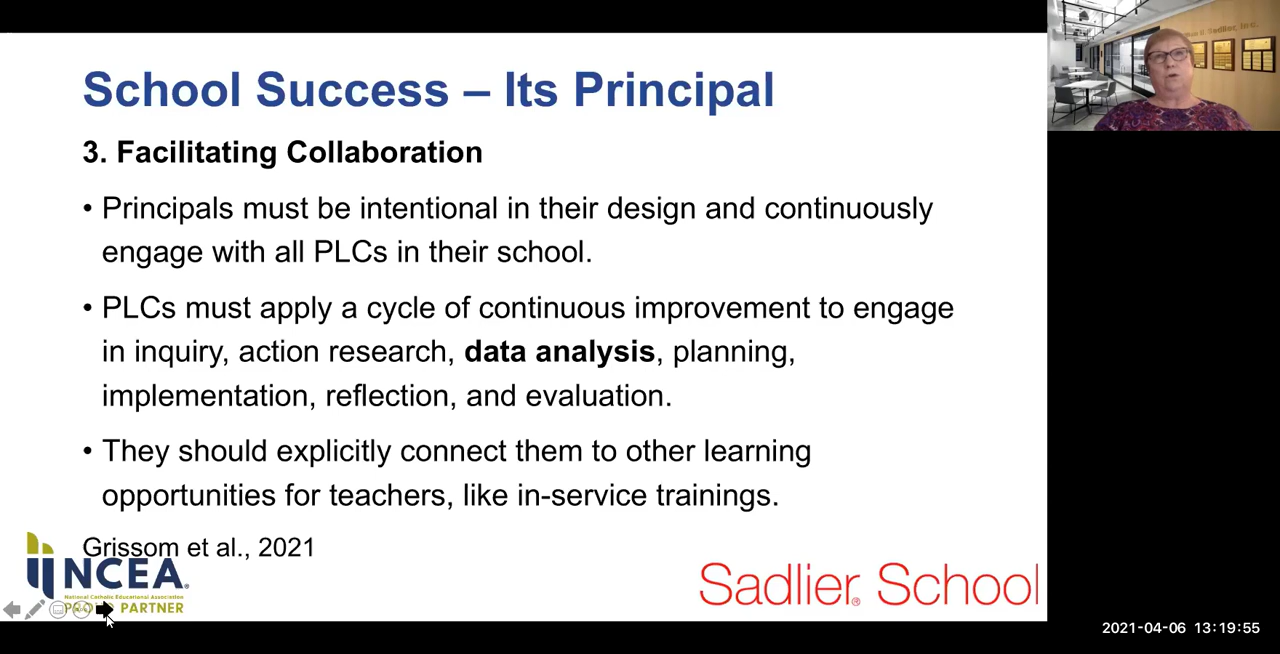 School Success – Its Principal
3. Facilitating Collaboration
• Principals must be intentional in their design and continuously
engage with all PLCs in their school.
• PLCs must apply a cycle of continuous improvement to engage
in inquiry, action research, data analysis, planning,
implementation, reflection, and evaluation.
• They should explicitly connect them to other learning
opportunities for teachers, like in-service trainings.
Grissom et al., 2021
NCEA®
National Catholic Educational Association
PARTNER
Sadlier® School
Sadlier, Inc.
2021-04-06 13:19:55